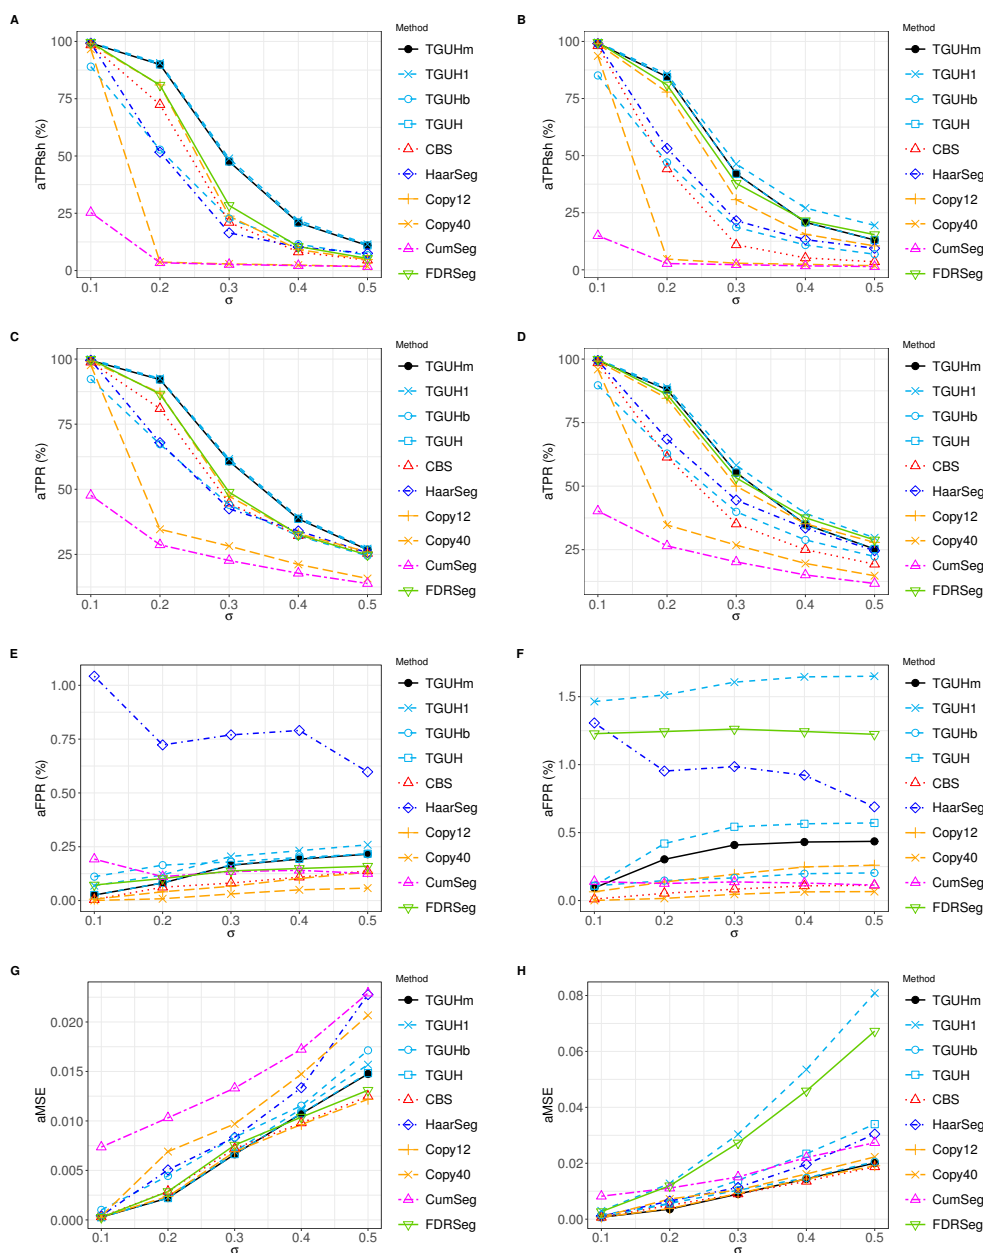 A
aTPRsh (%)
100
75
50
25
0
0.1 0.2 0.3 0.4 0.5
σ
Method
TGUHm
TGUH1
TGUHb
TGUH
CBS
HaarSeg
Copy12
Copy40
CumSeg
FDRSeg
B
aTPRsh (%)
100
75
50
25
0
0.1 0.2 0.3 0.4 0.5
σ
Method
TGUHm
TGUH1
TGUHb
TGUH
CBS
HaarSeg
Copy12
Copy40
CumSeg
FDRSeg
C
aTPR (%)
100
75
50
25
0.1 0.2 0.3 0.4 0.5
σ
Method
TGUHm
TGUH1
TGUHb
TGUH
CBS
HaarSeg
Copy12
Copy40
CumSeg
FDRSeg
D
aTPR (%)
100
75
50
25
0.1 0.2 0.3 0.4 0.5
σ
Method
TGUHm
TGUH1
TGUHb
TGUH
CBS
HaarSeg
Copy12
Copy40
CumSeg
FDRSeg
E
aFPR (%)
1.00
0.75
0.50
0.25
0.00
0.1 0.2 0.3 0.4 0.5
σ
Method
TGUHm
TGUH1
TGUHb
TGUH
CBS
HaarSeg
Copy12
Copy40
CumSeg
FDRSeg
F
aFPR (%)
1.5
1.0
0.5
0.0
0.1 0.2 0.3 0.4 0.5
σ
Method
TGUHm
TGUH1
TGUHb
TGUH
CBS
HaarSeg
Copy12
Copy40
CumSeg
FDRSeg
G
aMSE
0.020
0.015
0.010
0.005
0.000
0.1 0.2 0.3 0.4 0.5
σ
Method
TGUHm
TGUH1
TGUHb
TGUH
CBS
HaarSeg
Copy12
Copy40
CumSeg
FDRSeg
H
aMSE
0.08
0.06
0.04
0.02
0.00
0.1 0.2 0.3 0.4 0.5
σ
Method
TGUHm
TGUH1
TGUHb
TGUH
CBS
HaarSeg
Copy12
Copy40
CumSeg
FDRSeg